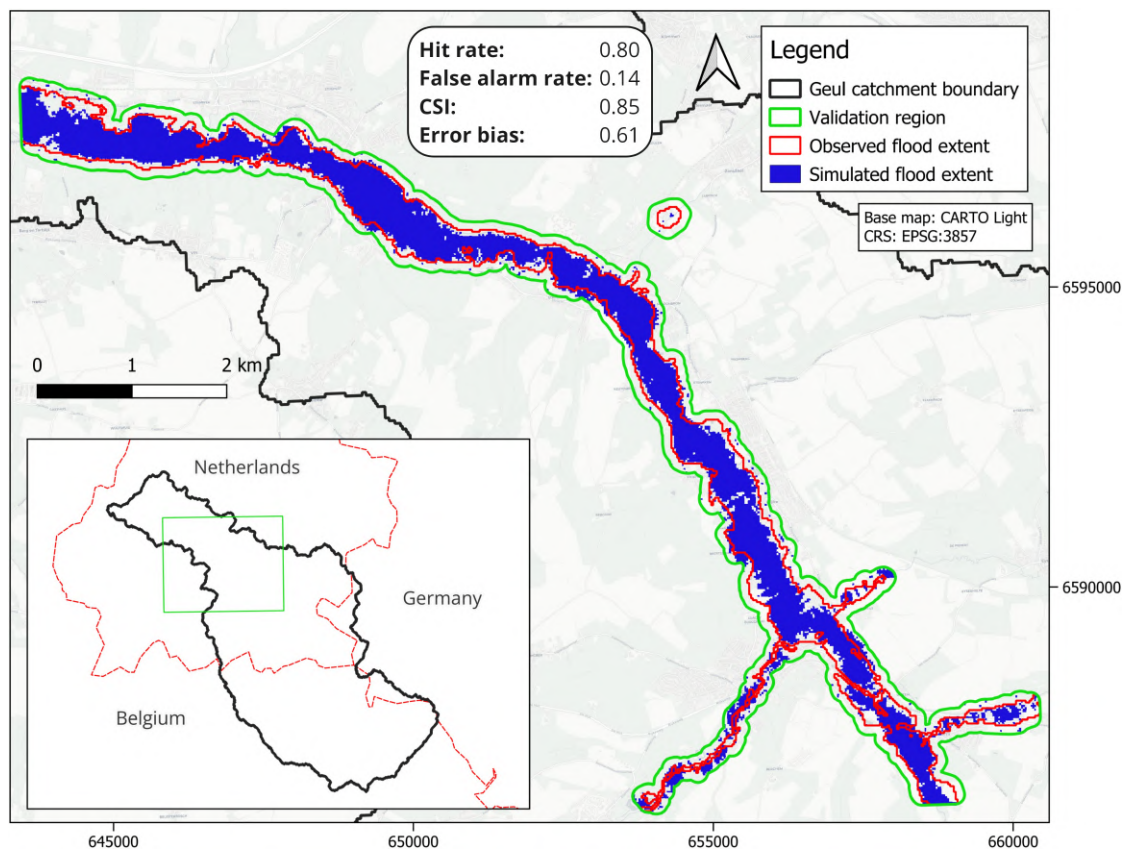 Hit rate: 0.80
False alarm rate: 0.14
CSI: 0.85
Error bias: 0.61
Legend
Geul catchment boundary
Validation region
Observed flood extent
Simulated flood extent
Base map: CARTO Light
CRS: EPSG:3857
6595000
0 1 2 km
Netherlands
Germany
Belgium
6590000
645000 650000 655000 660000